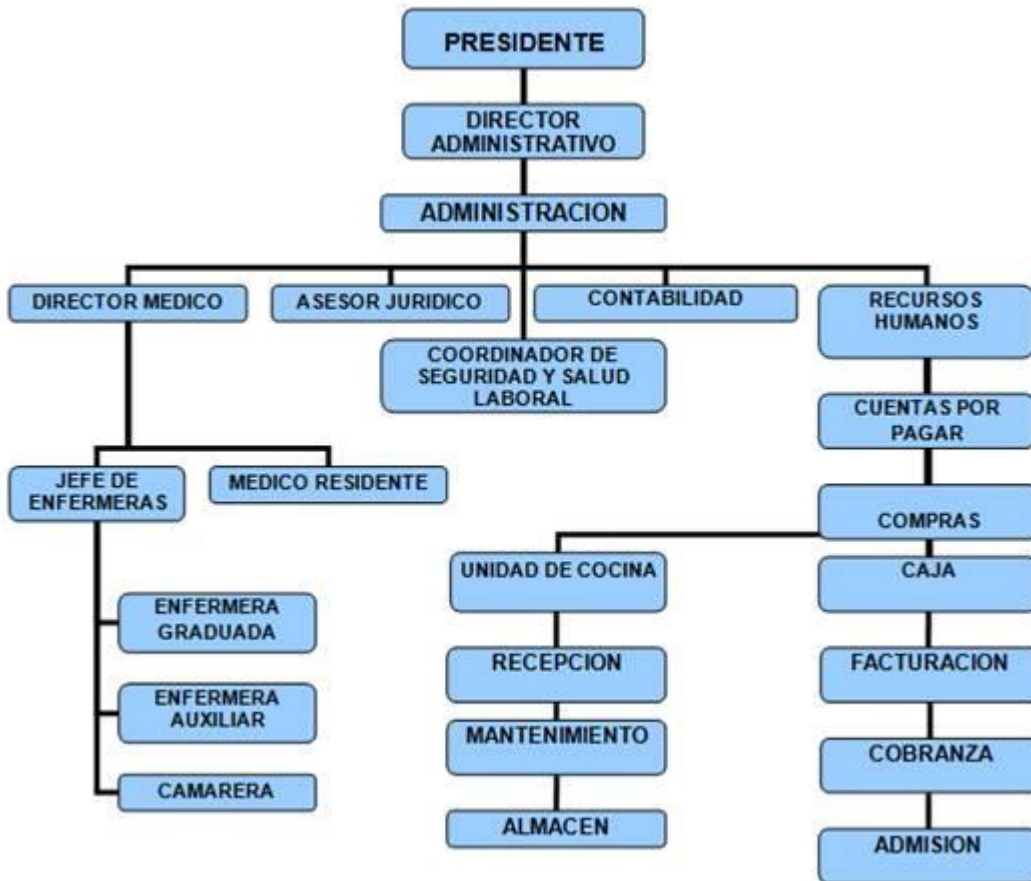 PRESIDENTE
DIRECTOR
ADMINISTRATIVO
ADMINISTRACION
DIRECTOR MEDICO
ASESOR JURIDICO
CONTABILIDAD
RECURSOS
HUMANOS
COORDINADOR DE
SEGURIDAD Y SALUD
LABORAL
CUENTAS POR
PAGAR
JEFE DE
ENFERMERAS
MEDICO RESIDENTE
COMPRAS
UNIDAD DE COCINA
CAJA
ENFERMERA
GRADUADA
RECEPCION
FACTURACION
ENFERMERA
AUXILIAR
MANTENIMIENTO
COBRANZA
CAMARERA
ALMACEN
ADMISION